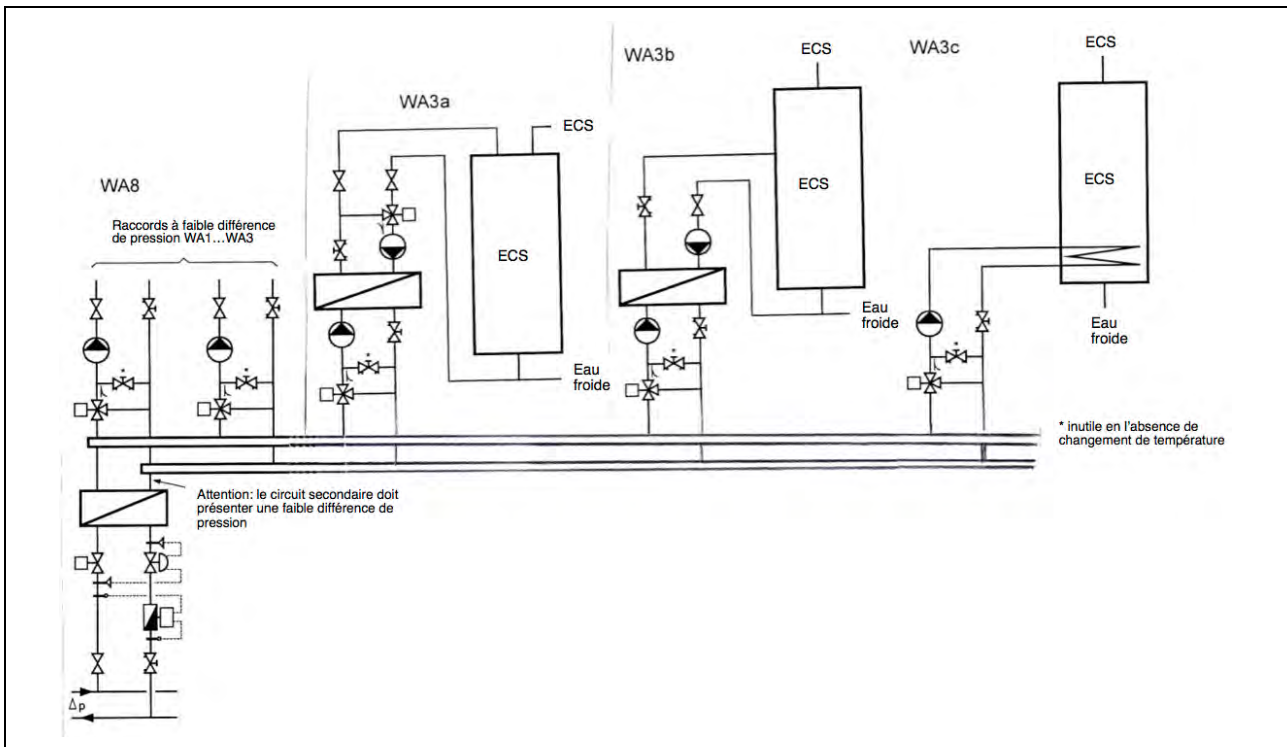 WA8
Raccords à faible différence
de pression WA1...WA3
WA3a
ECS
ECS
Eau
froide
WA3b
ECS
ECS
Eau
froide
WA3c
ECS
ECS
Eau
froide
*
*
*
*
*
* inutile en l'absence de
changement de température
Attention: le circuit secondaire doit
présenter une faible différence de
pression
Δp